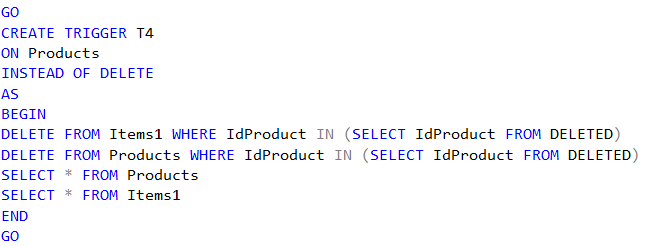 GO
CREATE TRIGGER T4
ON Products
INSTEAD OF DELETE
AS
BEGIN
DELETE FROM Items1 WHERE IdProduct IN (SELECT IdProduct FROM DELETED)
DELETE FROM Products WHERE IdProduct IN (SELECT IdProduct FROM DELETED)
SELECT * FROM Products
SELECT * FROM Items1
END
GO